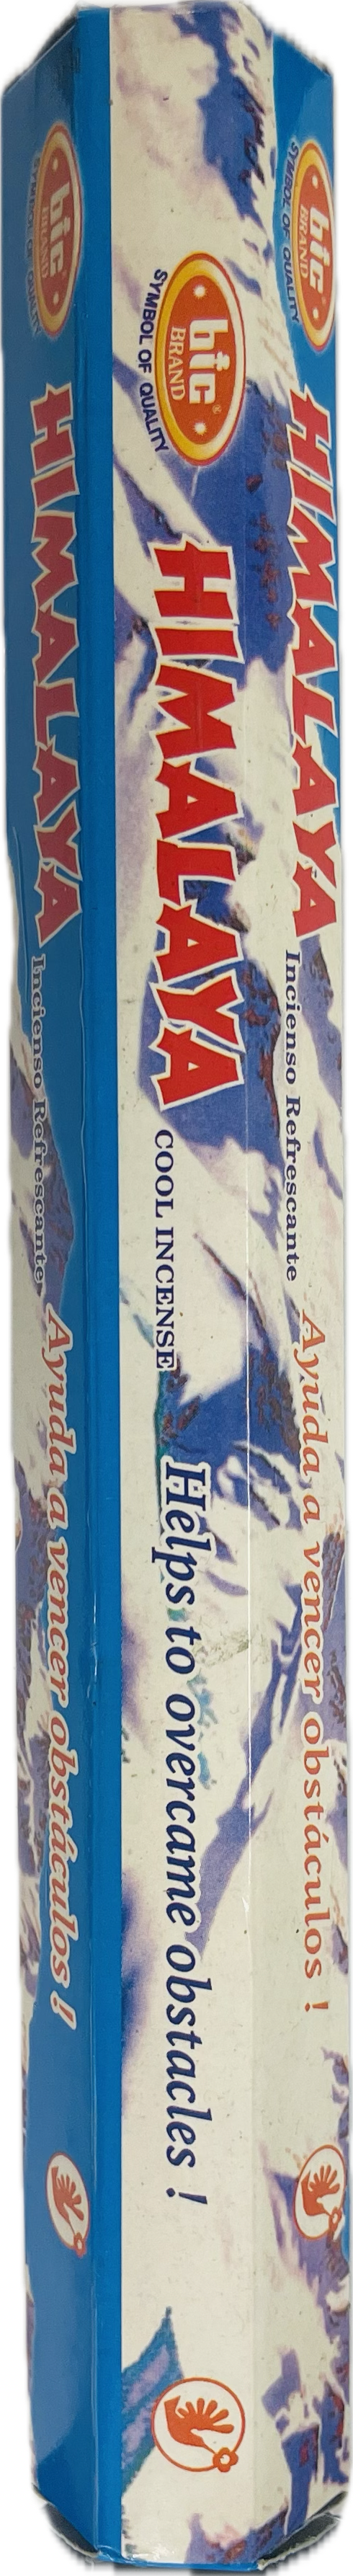 bic®
BRAND
SYMBOL OF QUALITY
HIMALAYA
Incienso Refrescante
Ayuda a vencer obstáculos !
bic®
BRAND
SYMBOL OF QUALITY
HIMALAYA
COOL INCENSE
Helps to overcame obstacles !
bic®
BRAND
SYMBOL OF QUALITY
HIMALAYA
Incienso Refrescante
Ayuda a vencer obstáculos !